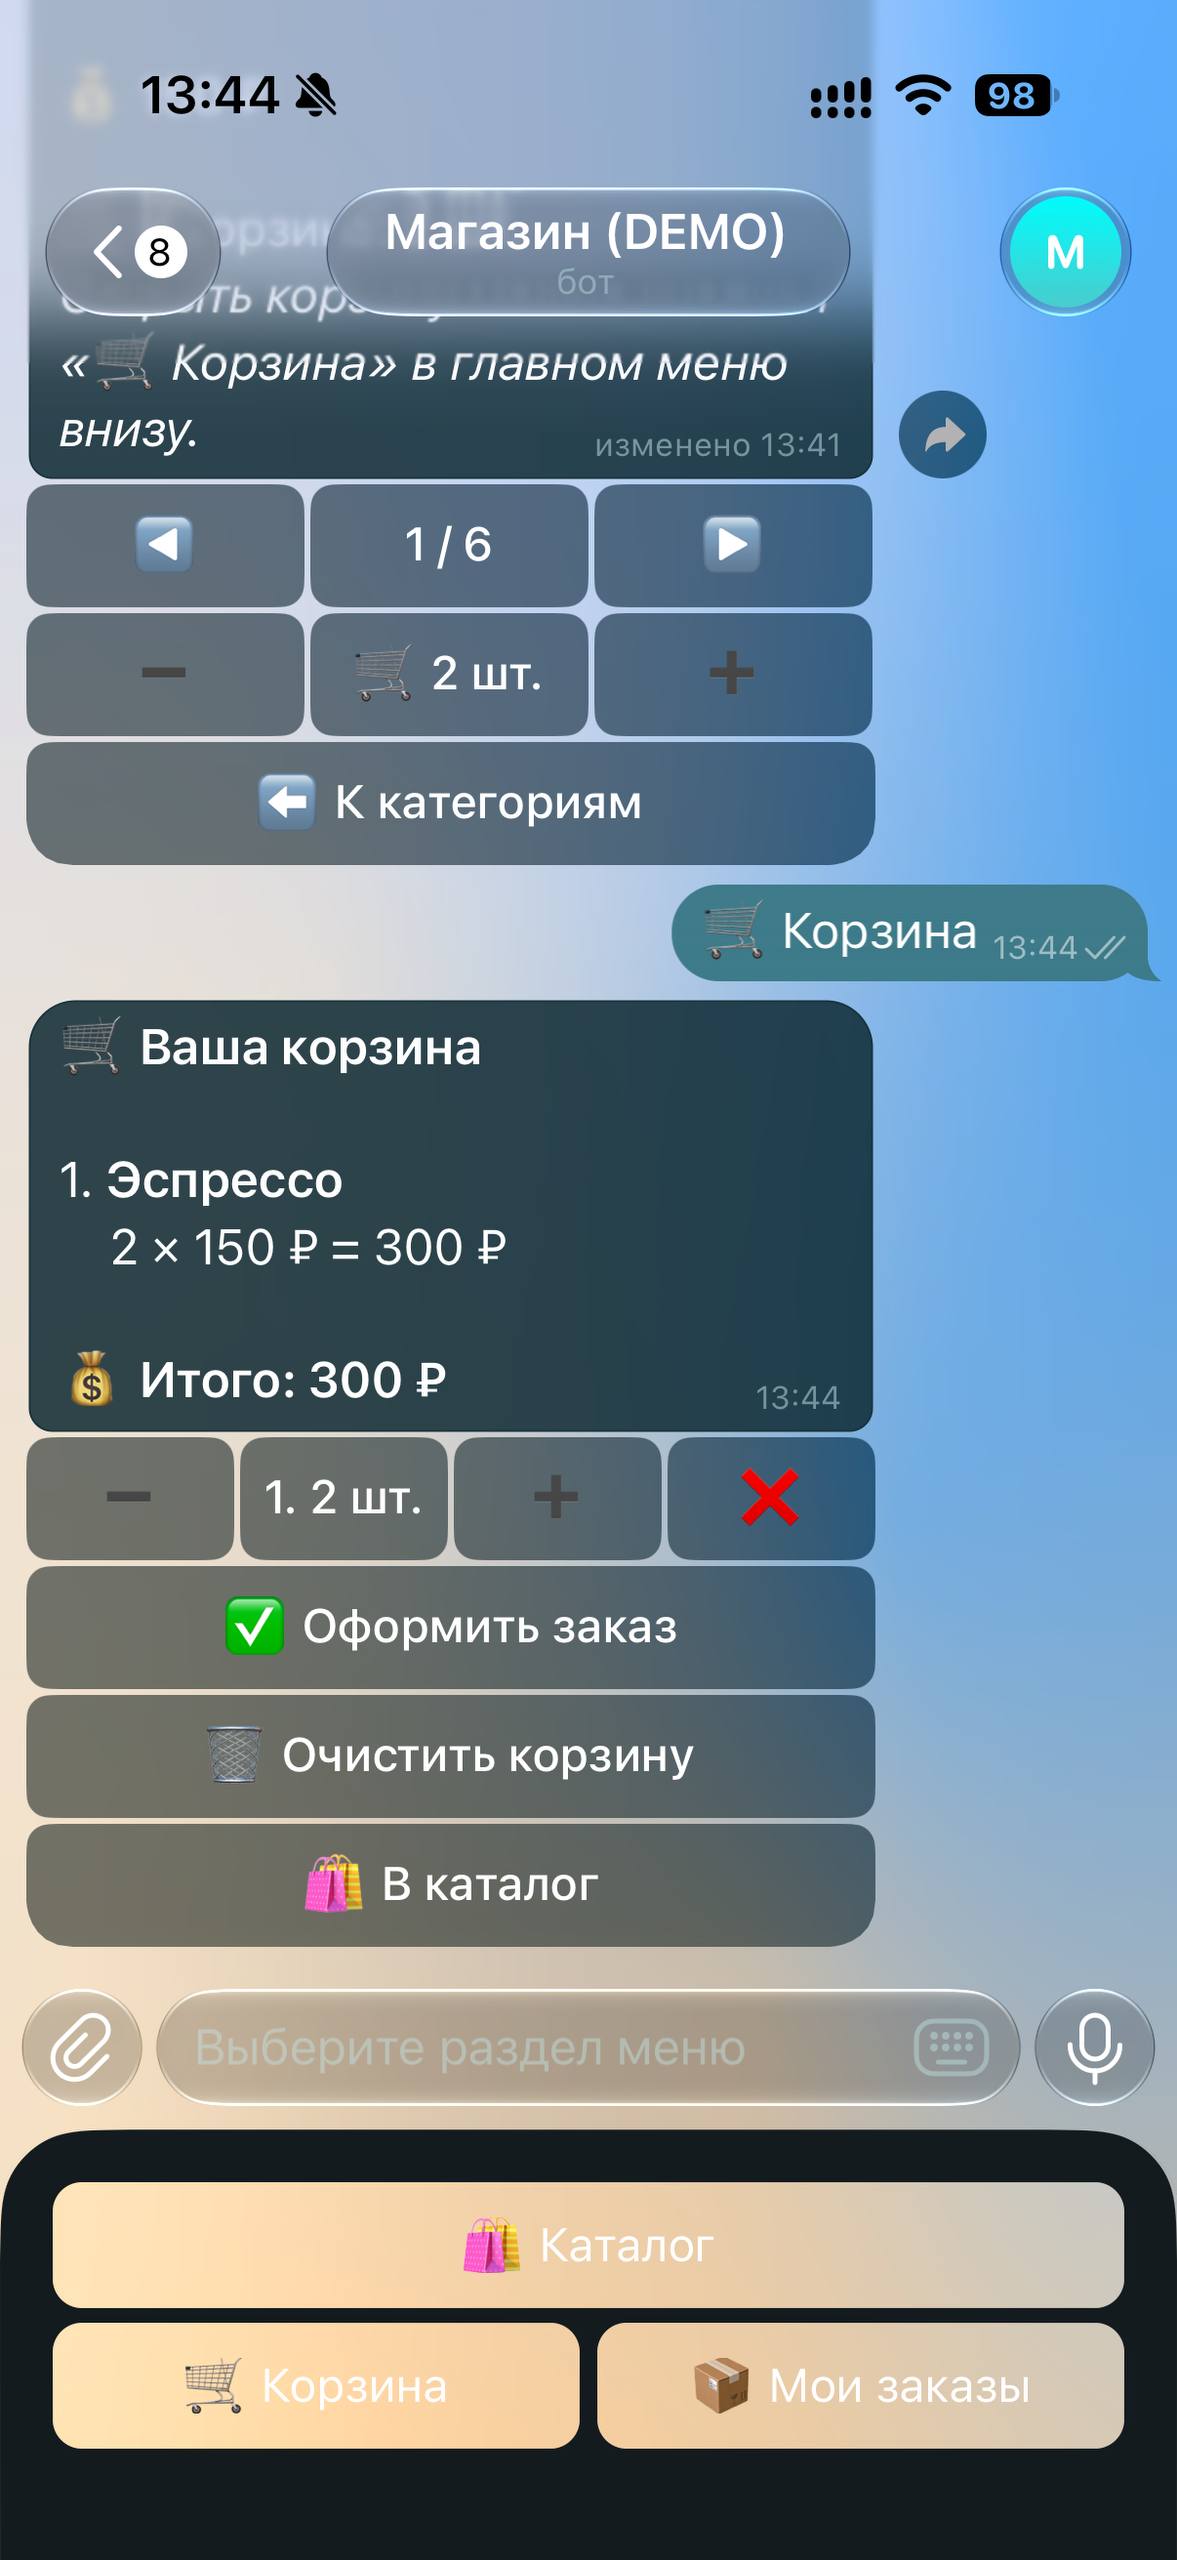 13:44
98
8
Магазин (DEMO)
бот
M
«🛒 Корзина» в главном меню
внизу.
изменено 13:41
1 / 6
2 шт.
К категориям
Корзина 13:44
Ваша корзина
1. Эспрессо
2 × 150 ₽ = 300 ₽
Итого: 300 ₽
13:44
1. 2 шт.
Оформить заказ
Очистить корзину
В каталог
Выберите раздел меню
Каталог
Корзина
Мои заказы